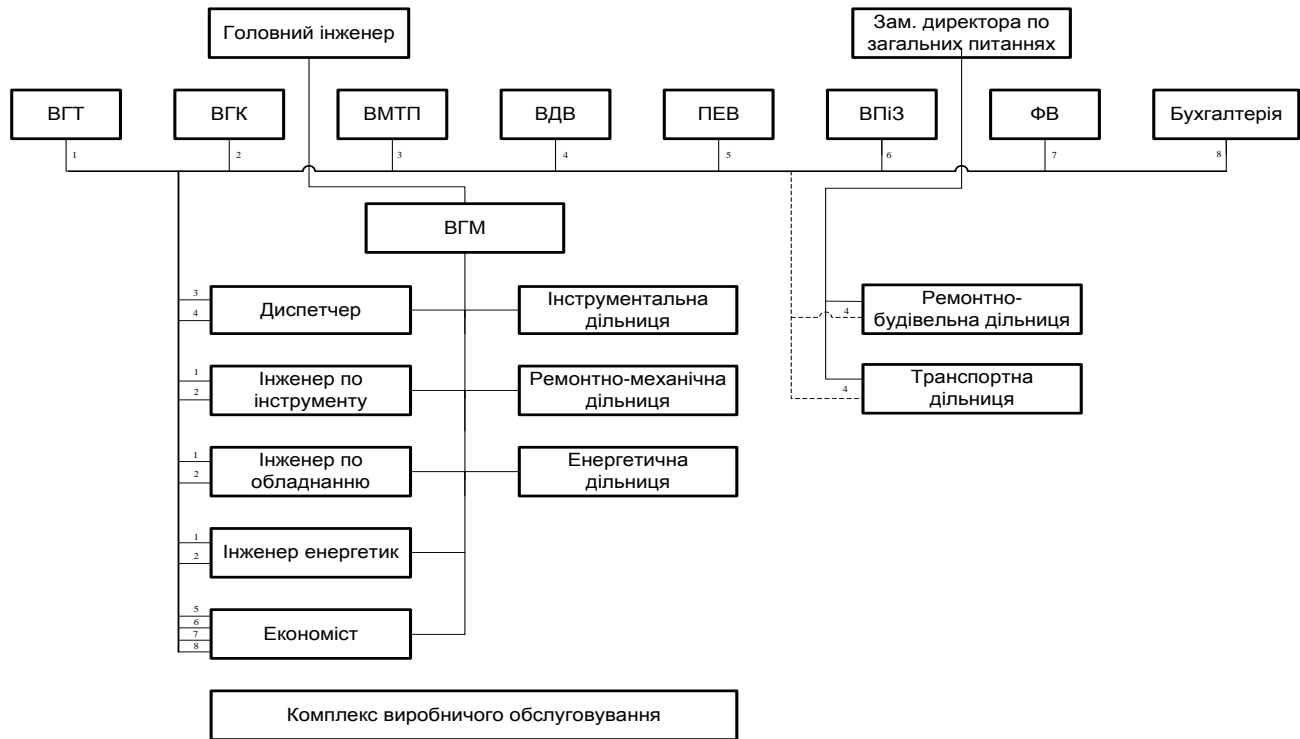 Головний інженер
Зам. директора по
загальних питаннях
ВГТ
ВГК
ВМТП
ВДВ
ПЕВ
ВПіЗ
ФВ
Бухгалтерія
1
2
3
4
5
6
7
8
ВГМ
3
4
Диспетчер
Інструментальна
дільниця
4
Ремонтно-
будівельна дільниця
1
2
Інженер по
інструменту
Ремонтно-механічна
дільниця
4
Транспортна
дільниця
1
2
Інженер по
обладнанню
Енергетична
дільниця
1
2
Інженер енергетик
5
6
7
8
Економіст
Комплекс виробничого обслуговування